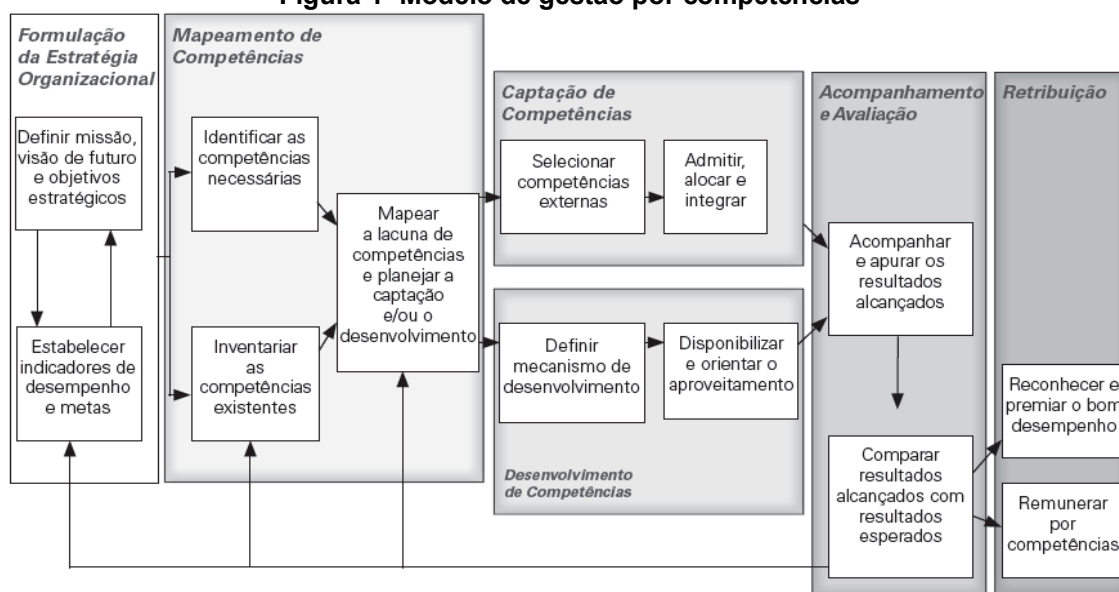 Figura 1- Modelo de gestão por competências
Formulação
da Estratégia
Organizacional
Definir missão,
visão de futuro
e objetivos
estratégicos
Estabelecer
indicadores de
desempenho
e metas
Mapeamento de
Competências
Identificar as
competências
necessárias
Inventariar
as
competências
existentes
Mapear
a lacuna de
competências
e planejar a
captação
e/ou o
desenvolvimento
Captação de
Competências
Selecionar
competências
externas
Admitir,
alocar e
integrar
Definir
mecanismo de
desenvolvimento
Disponibilizar
e orientar o
aproveitamento
Desenvolvimento
de Competências
Acompanhamento
e Avaliação
Acompanhar
e apurar os
resultados
alcançados
Comparar
resultados
alcançados com
resultados
esperados
Retribuição
Reconhecer e
premiar o bom
desempenho
Remunerar
por
competências